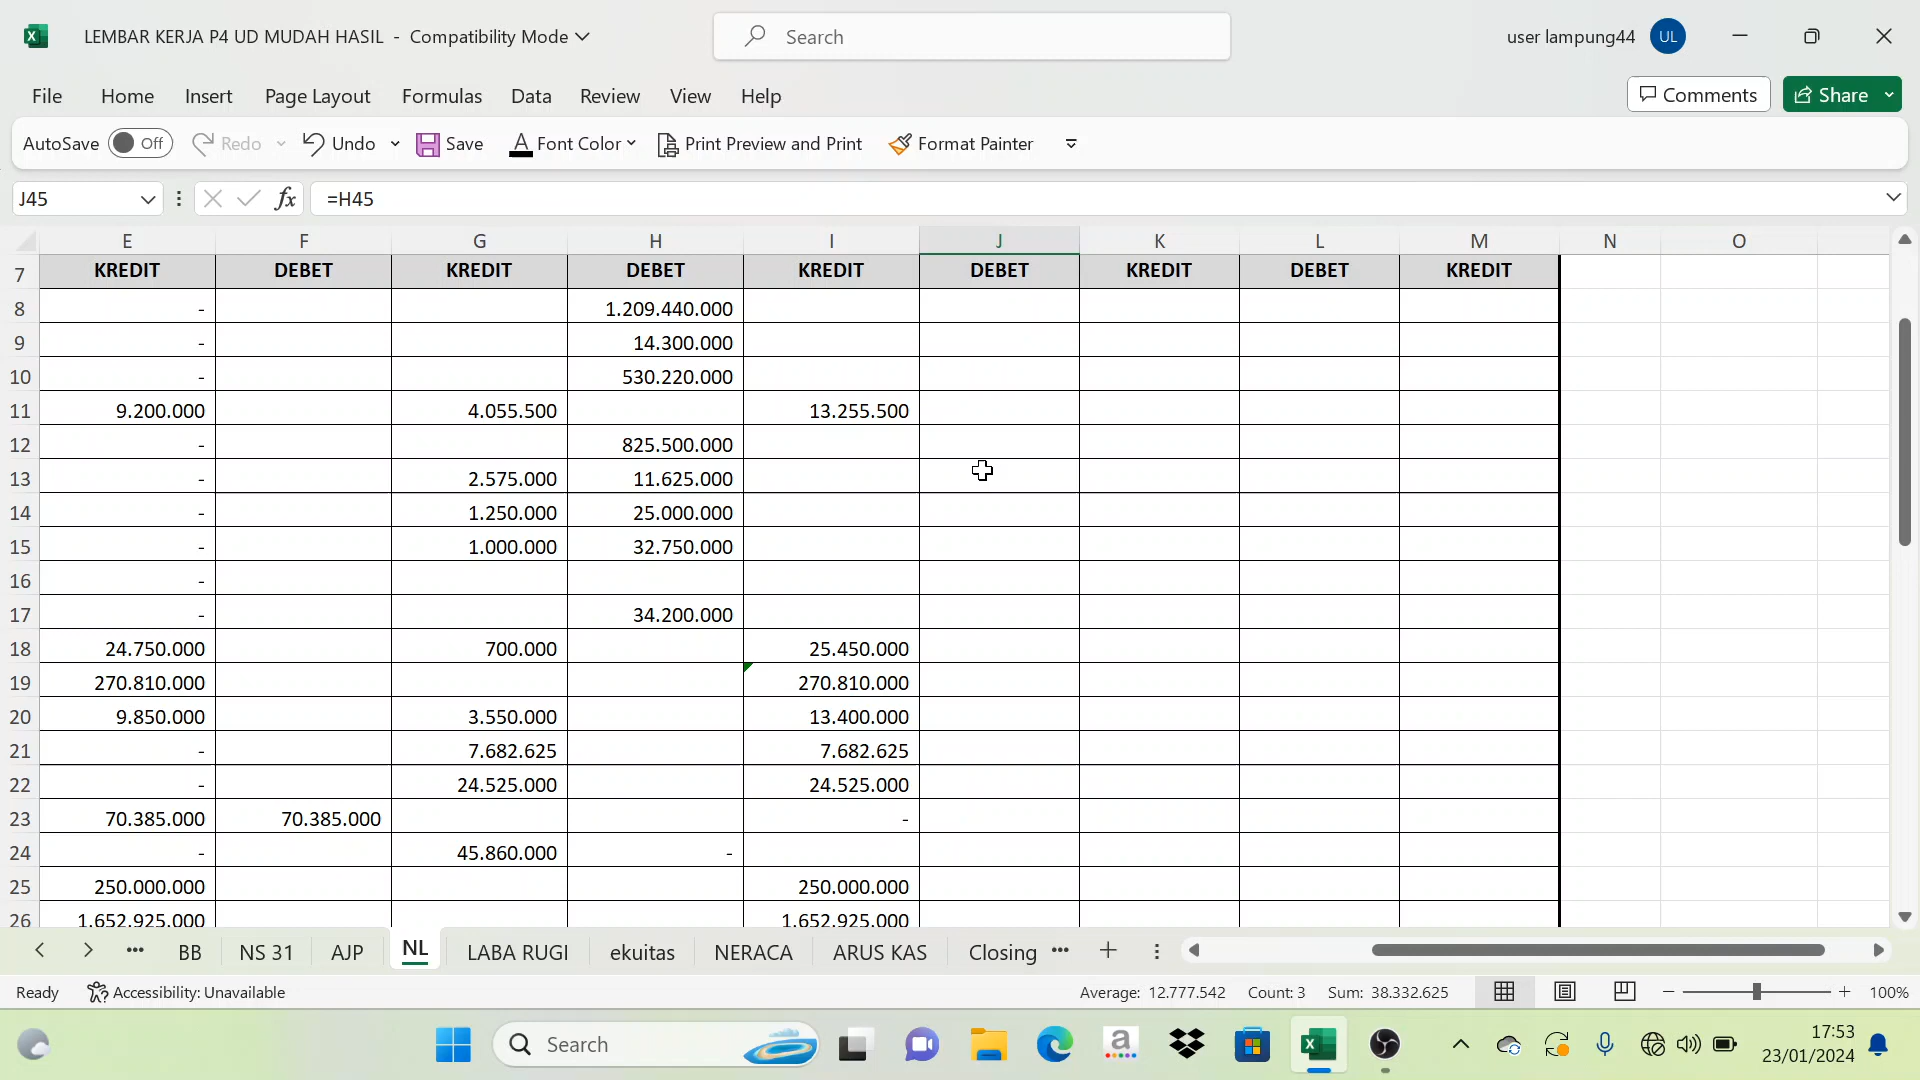 LEMBAR KERJA P4 UD MUDAH HASIL - Compatibility Mode
Search
user lampung44
UL
File Home Insert Page Layout Formulas Data Review View Help
Comments
Share
AutoSave Off Redo Undo Save Font Color Print Preview and Print Format Painter
J45 fx =H45
E F G H I J K L M N O
7 KREDIT DEBET KREDIT DEBET KREDIT DEBET KREDIT DEBET KREDIT
8 - 1.209.440.000
9 - 14.300.000
10 - 530.220.000
11 9.200.000 4.055.500 13.255.500
12 - 825.500.000
13 - 2.575.000 11.625.000
14 - 1.250.000 25.000.000
15 - 1.000.000 32.750.000
16 -
17 - 34.200.000
18 24.750.000 700.000 25.450.000
19 270.810.000 270.810.000
20 9.850.000 3.550.000 13.400.000
21 - 7.682.625 7.682.625
22 - 24.525.000 24.525.000
23 70.385.000 70.385.000 -
24 - 45.860.000 -
25 250.000.000 250.000.000
26 1.652.925.000 1.652.925.000
BB NS 31 AJP NL LABA RUGI ekuitas NERACA ARUS KAS Closing
Ready Accessibility: Unavailable Average: 12.777.542 Count: 3 Sum: 38.332.625 100%
Search
a
17:53
23/01/2024